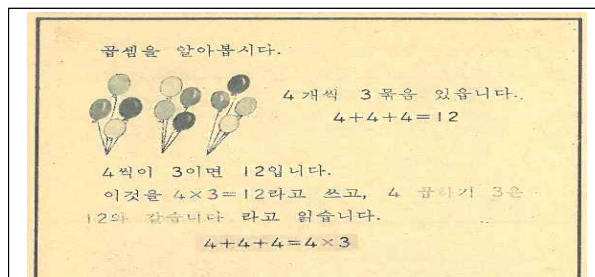 곱셈을 알아봅시다.
4개씩 3묶음 있읍니다.
4+4+4=12
4씩이 3이면 12입니다.
이것을 4×3=12라고 쓰고, 4 곱하기 3은
12와 같습니다 라고 읽습니다.
4+4+4=4×3